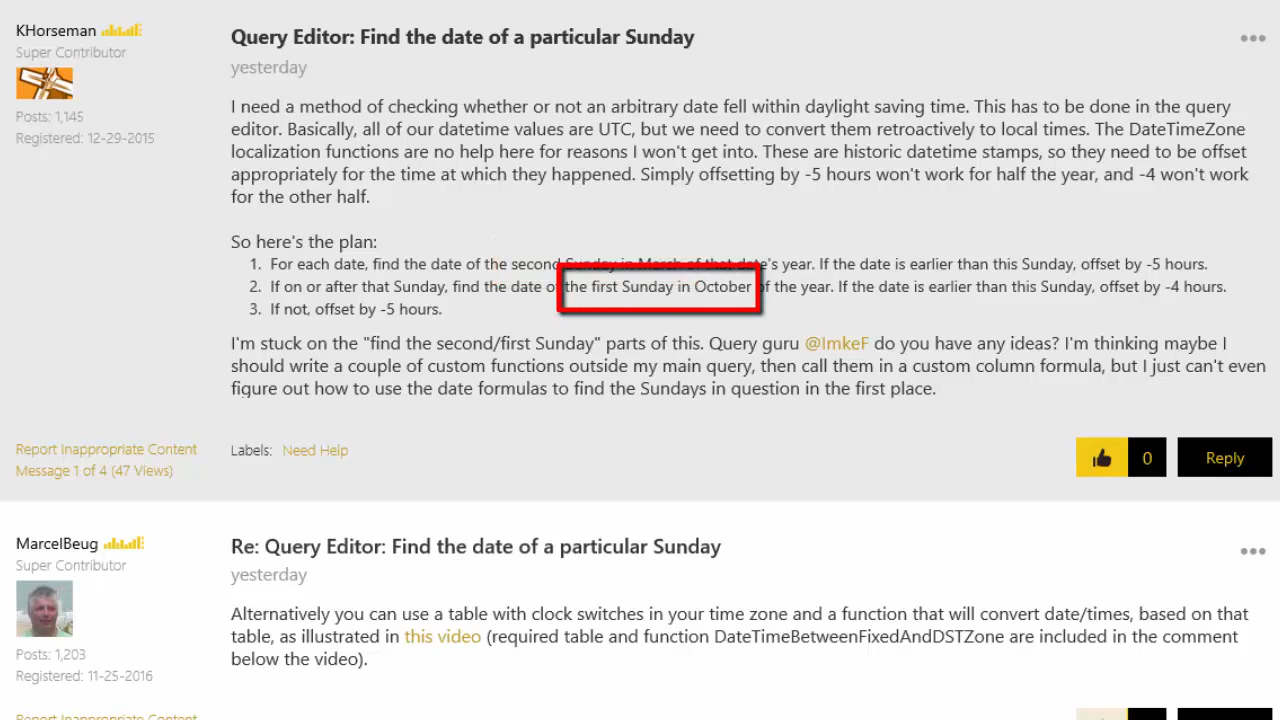 KHorseman
Super Contributor
Posts: 1,145
Registered: 12-29-2015
Query Editor: Find the date of a particular Sunday
yesterday
I need a method of checking whether or not an arbitrary date fell within daylight saving time. This has to be done in the query
editor. Basically, all of our datetime values are UTC, but we need to convert them retroactively to local times. The DateTimeZone
localization functions are no help here for reasons I won't get into. These are historic datetime stamps, so they need to be offset
appropriately for the time at which they happened. Simply offsetting by -5 hours won't work for half the year, and -4 won't work
for the other half.
So here's the plan:
1. For each date, find the date of the second Sunday in March of that date's year. If the date is earlier than this Sunday, offset by -5 hours.
2. If on or after that Sunday, find the date of the first Sunday in October of the year. If the date is earlier than this Sunday, offset by -4 hours.
3. If not, offset by -5 hours.
I'm stuck on the "find the second/first Sunday" parts of this. Query guru @ImkeF do you have any ideas? I'm thinking maybe I
should write a couple of custom functions outside my main query, then call them in a custom column formula, but I just can't even
figure out how to use the date formulas to find the Sundays in question in the first place.
Report Inappropriate Content
Message 1 of 4 (47 Views)
Labels: Need Help
0
Reply
MarcelBeug
Super Contributor
Posts: 1,203
Registered: 11-25-2016
Re: Query Editor: Find the date of a particular Sunday
yesterday
Alternatively you can use a table with clock switches in your time zone and a function that will convert date/times, based on that
table, as illustrated in this video (required table and function DateTimeBetweenFixedAndDSTZone are included in the comment
below the video).
Report Inappropriate Content